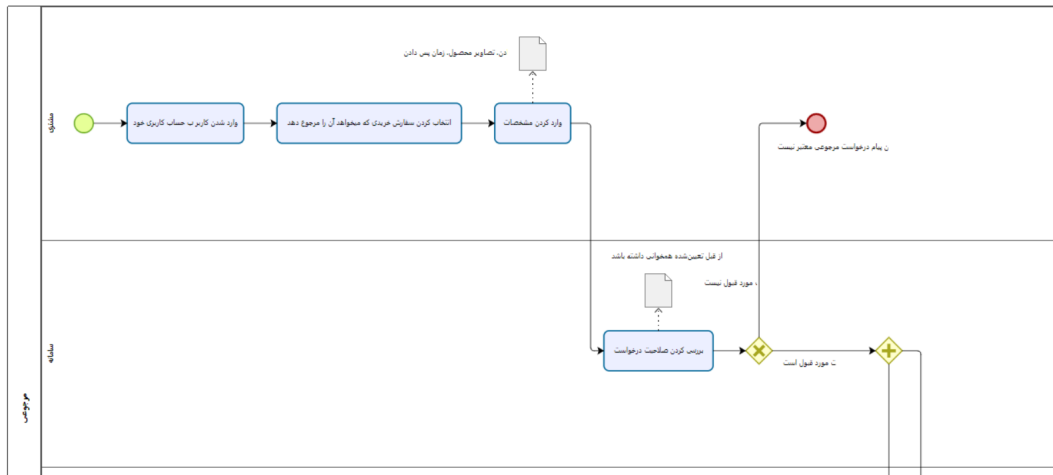 دن، تصاویر محصول، زمان پس دادن
مشتری
وارد شدن کاربر ب حساب کاربری خود
انتخاب کردن سفارش خریدی که میخواهد آن را مرجوع دهد
وارد کردن مشخصات
ن پیام درخواست مرجوعی معتبر نیست
از قبل تعیین‌شده همخوانی داشته باشد
مورد قبول نیست
سامانه
بررسی کردن صلاحیت درخواست
ت مورد قبول است
مرجوعی